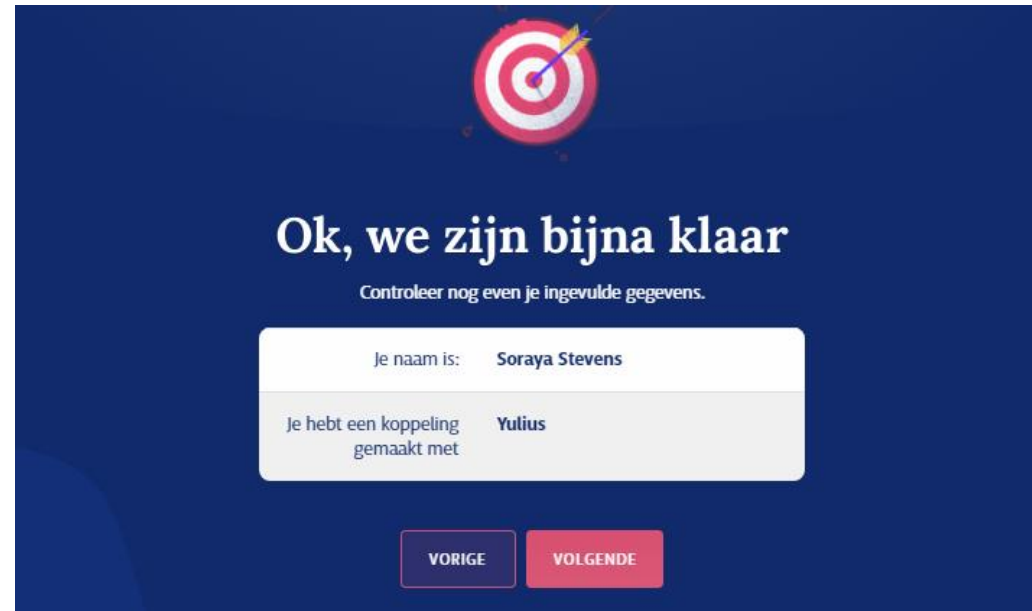 Ok, we zijn bijna klaar
Controleer nog even je ingevulde gegevens.
Je naam is: Soraya Stevens
Je hebt een koppeling Yulius
gemaakt met
VORIGE VOLGENDE